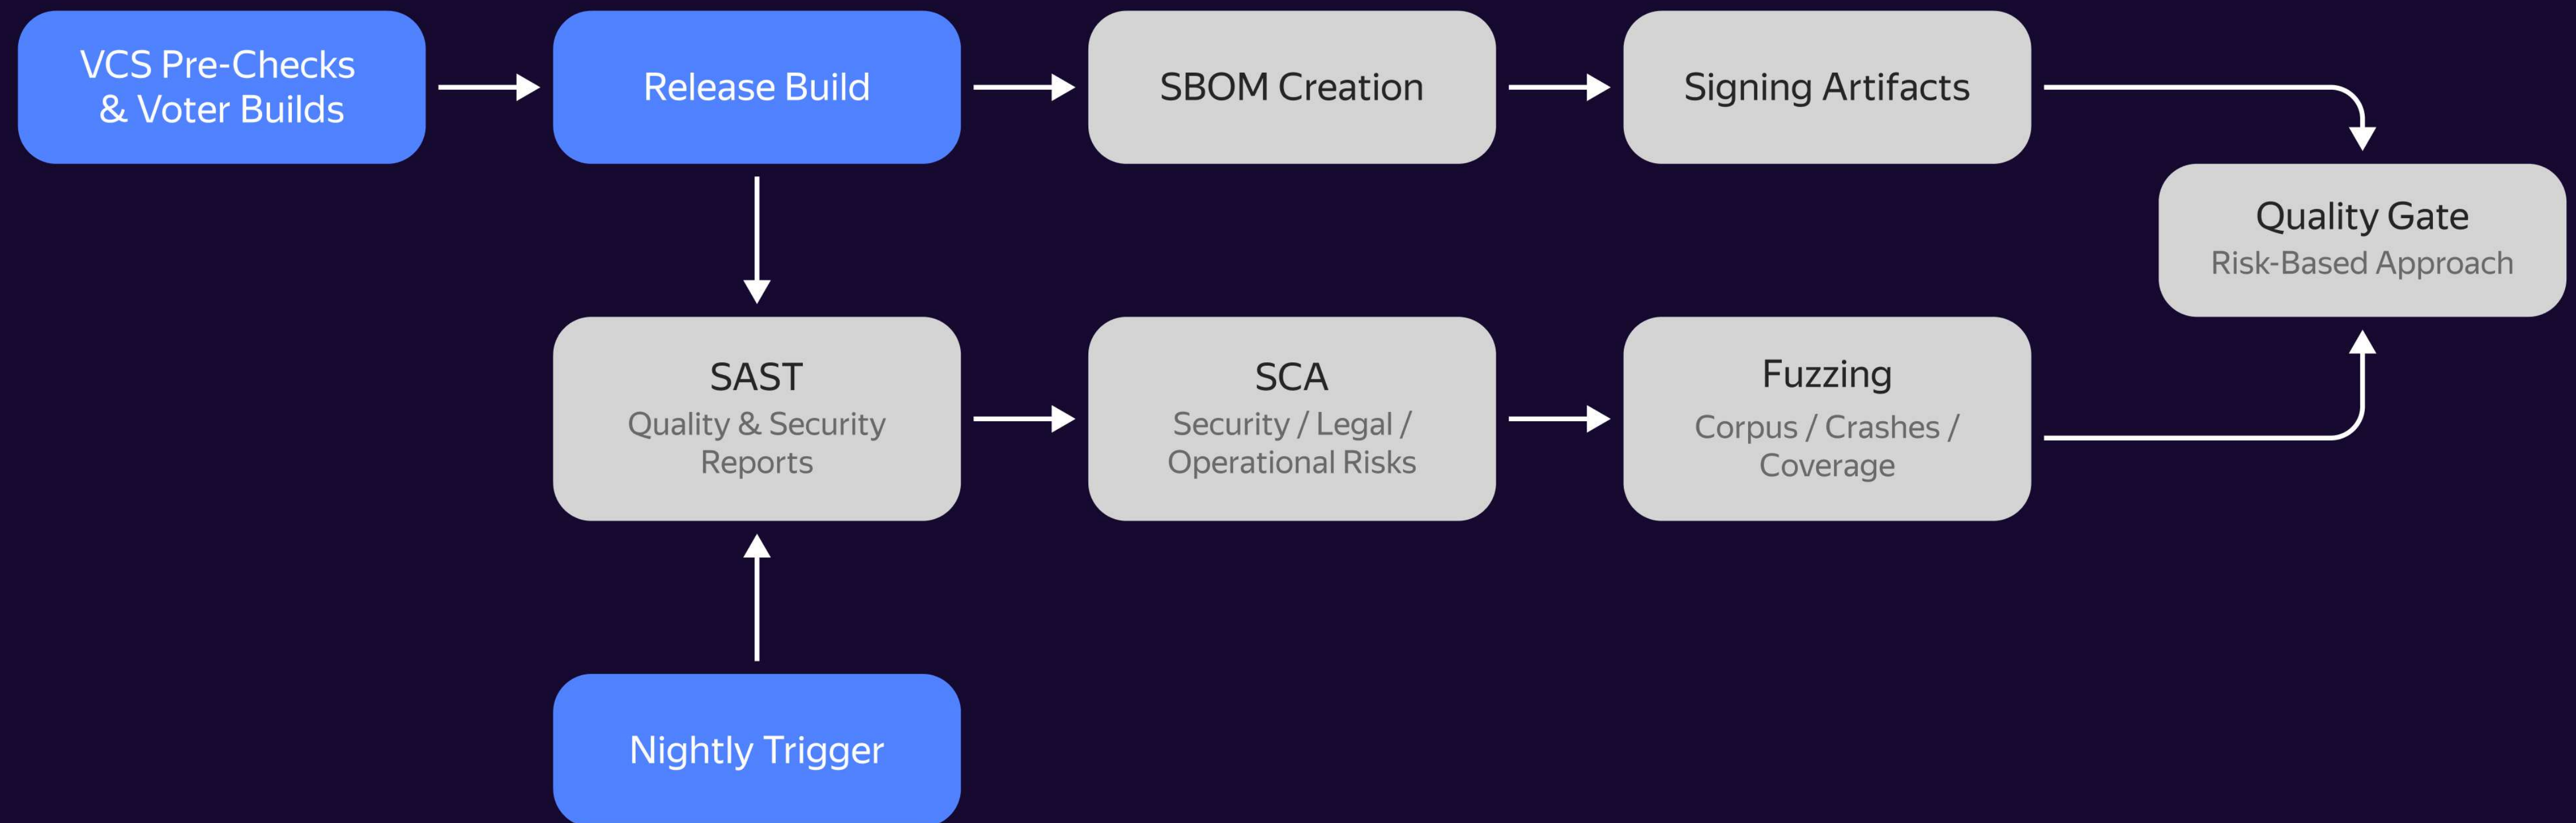 VCS Pre-Checks
& Voter Builds
Release Build
SBOM Creation
Signing Artifacts
Quality Gate
Risk-Based Approach
SAST
Quality & Security
Reports
SCA
Security / Legal /
Operational Risks
Fuzzing
Corpus / Crashes /
Coverage
Nightly Trigger